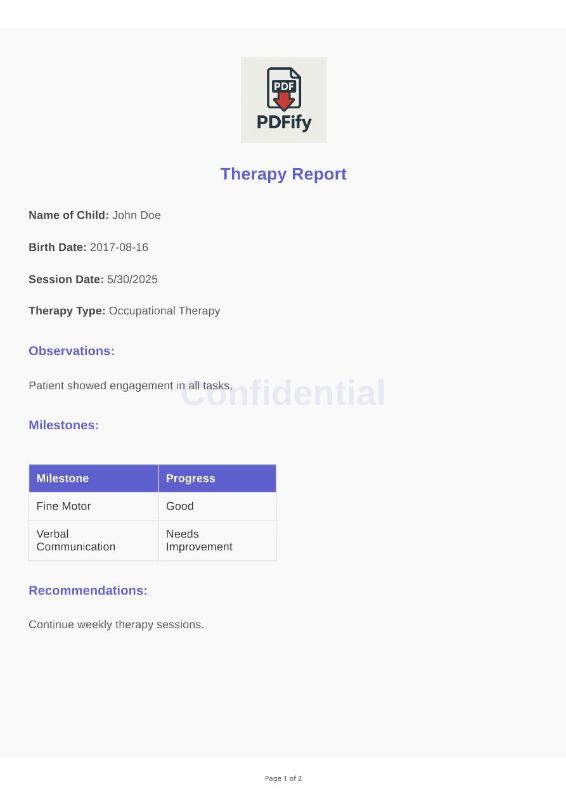 PDF
PDFify
Therapy Report
Name of Child: John Doe
Birth Date: 2017-08-16
Session Date: 5/30/2025
Therapy Type: Occupational Therapy
Observations:
Patient showed engagement in all tasks.
Confidential
Milestones:
Milestone Progress
Fine Motor Good
Verbal Needs
Communication Improvement
Recommendations:
Continue weekly therapy sessions.
Page 1 of 2